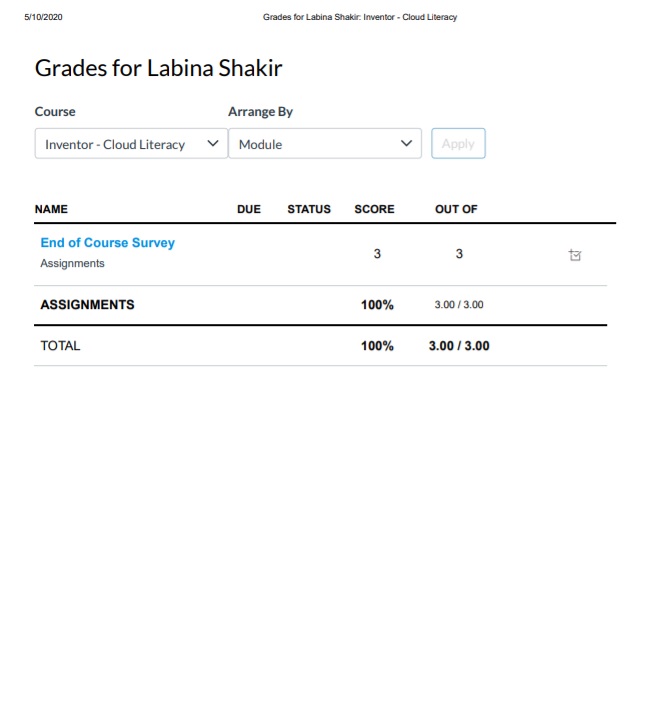 5/10/2020 Grades for Labina Shakir: Inventor - Cloud Literacy
Grades for Labina Shakir
Course Arrange By
Inventor - Cloud Literacy Module Apply
NAME DUE STATUS SCORE OUT OF
End of Course Survey
Assignments
3 3
ASSIGNMENTS 100% 3.00 / 3.00
TOTAL 100% 3.00 / 3.00